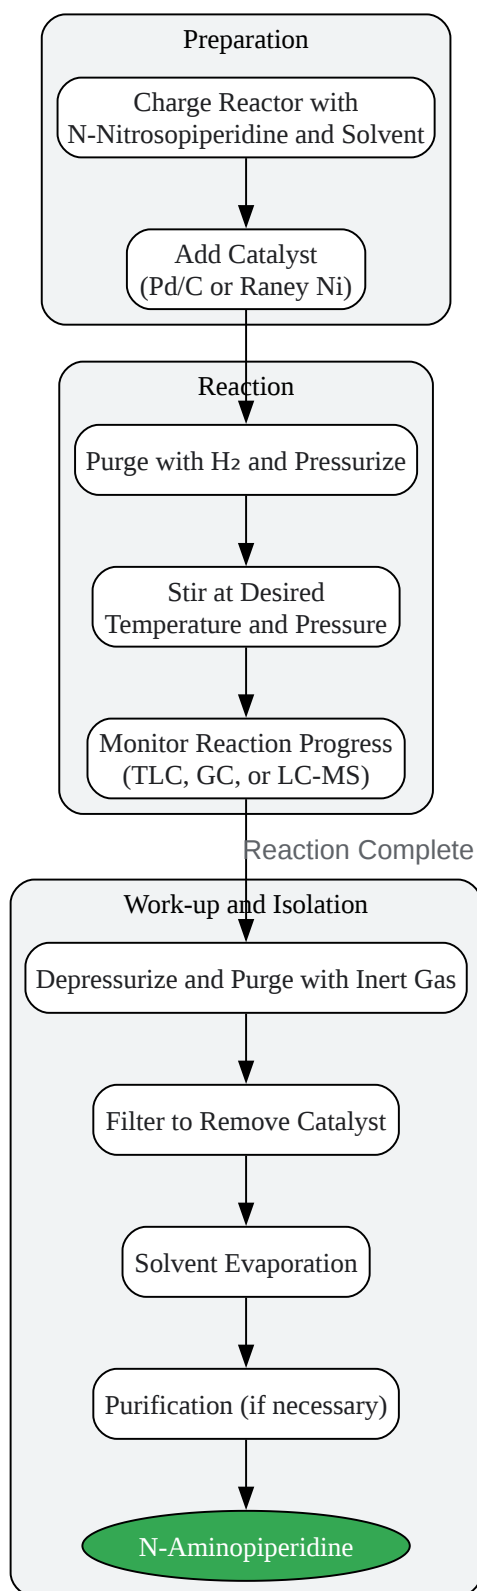 Preparation
Charge Reactor with
N-Nitrosopiperidine and Solvent
Add Catalyst
(Pd/C or Raney Ni)
Reaction
Purge with H₂ and Pressurize
Stir at Desired
Temperature and Pressure
Monitor Reaction Progress
(TLC, GC, or LC-MS)
Reaction Complete
Work-up and Isolation
Depressurize and Purge with Inert Gas
Filter to Remove Catalyst
Solvent Evaporation
Purification (if necessary)
N-Aminopiperidine